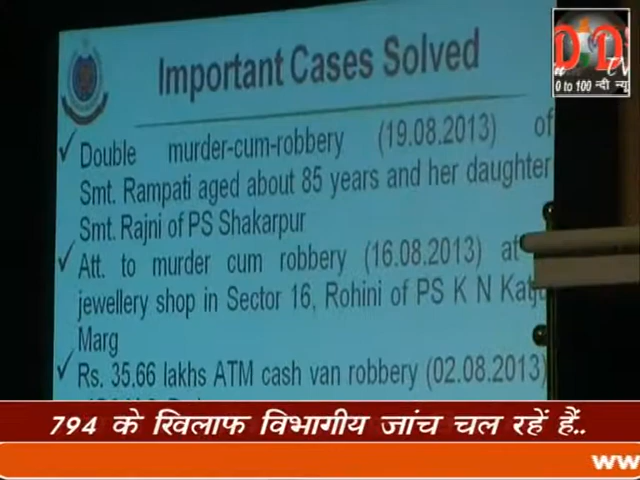 Important Cases Solved
✓ Double murder-cum-robbery (19.08.2013) of
Smt. Rampati aged about 85 years and her daughter
Smt. Rajni of PS Shakarpur
✓ Att. to murder cum robbery (16.08.2013) at
jewellery shop in Sector 16, Rohini of PS K N Katju
Marg
✓ Rs. 35.66 lakhs ATM cash van robbery (02.08.2013)
0 to 100 न्दी न्यू
794 के खिलाफ विभागीय जांच चल रहें हैं..
ww